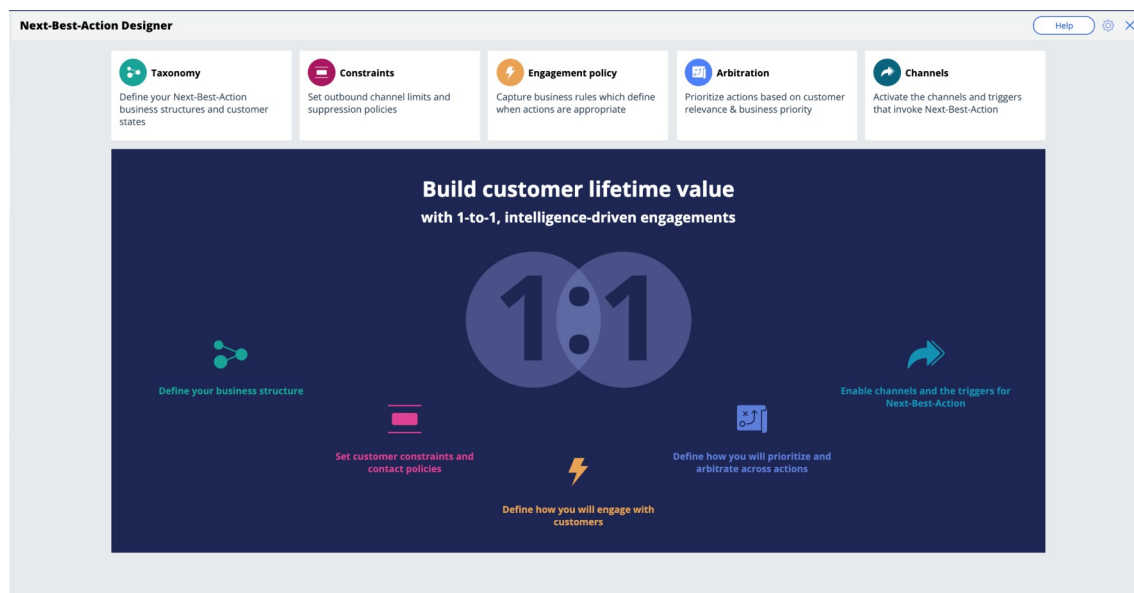 Next-Best-Action Designer
Help
Taxonomy
Define your Next-Best-Action
business structures and customer
states
Constraints
Set outbound channel limits and
suppression policies
Engagement policy
Capture business rules which define
when actions are appropriate
Arbitration
Prioritize actions based on customer
relevance & business priority
Channels
Activate the channels and triggers
that invoke Next-Best-Action
Build customer lifetime value
with 1-to-1, intelligence-driven engagements
1:1
Define your business structure
Set customer constraints and
contact policies
Define how you will engage with
customers
Define how you will prioritize and
arbitrate across actions
Enable channels and the triggers for
Next-Best-Action